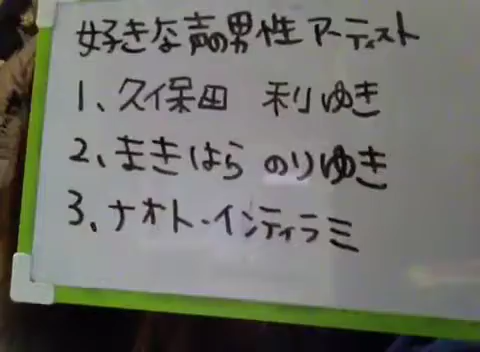 好きな声の男性アーティスト
1、久保田 利ゆき
2、まきはら のりゆき
3、ナオト・インティライミ